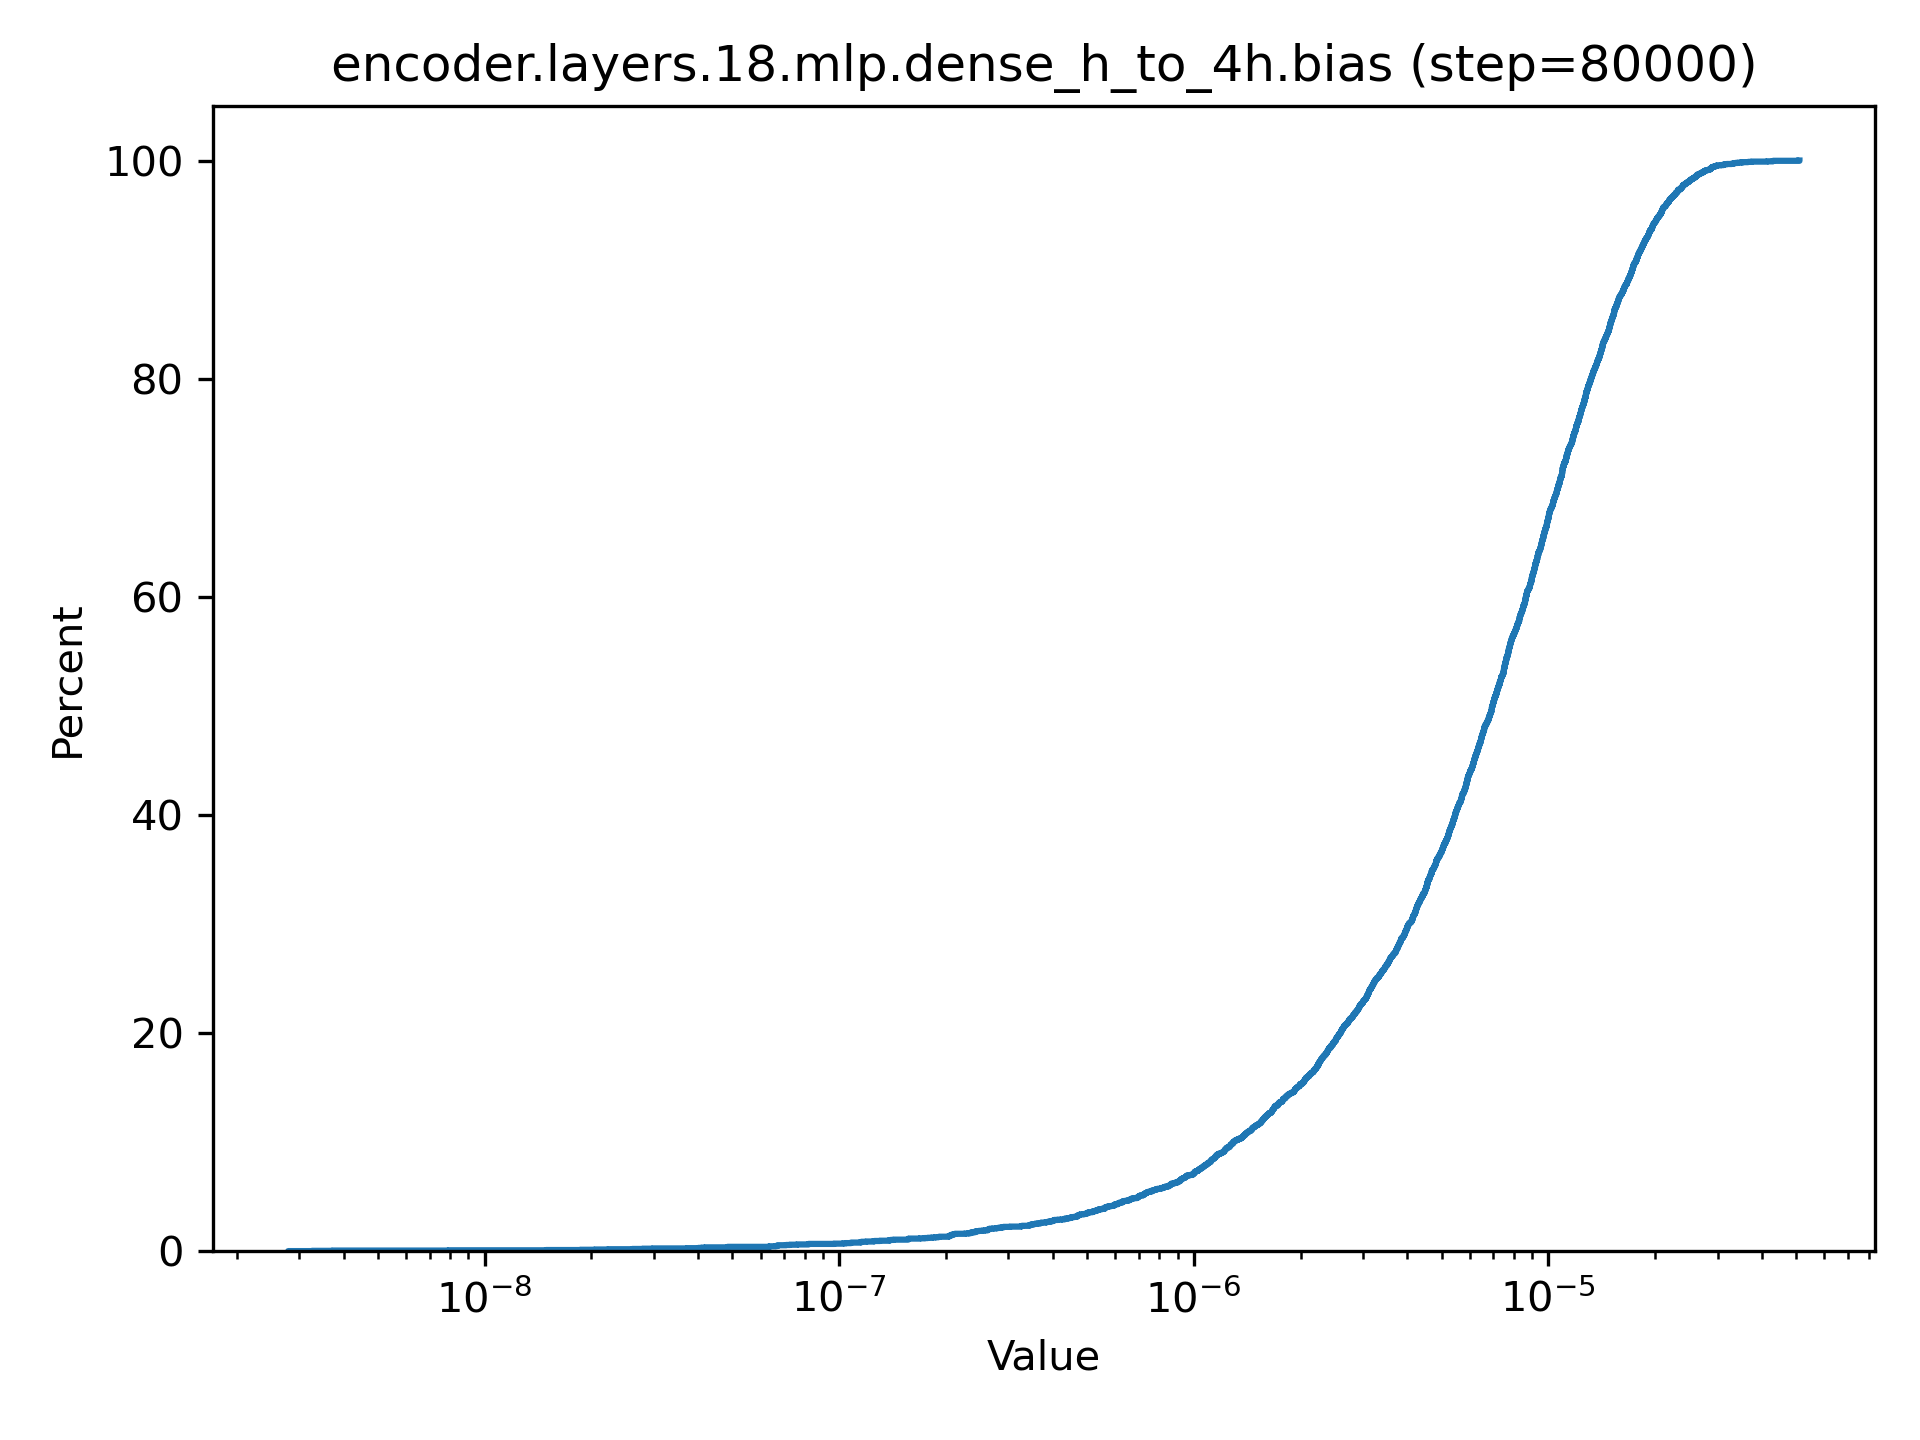 encoder.layers.18.mlp.dense_h_to_4h.bias (step=80000)
100
80
60
40
20
0
Percent
10⁻⁸ 10⁻⁷ 10⁻⁶ 10⁻⁵
Value